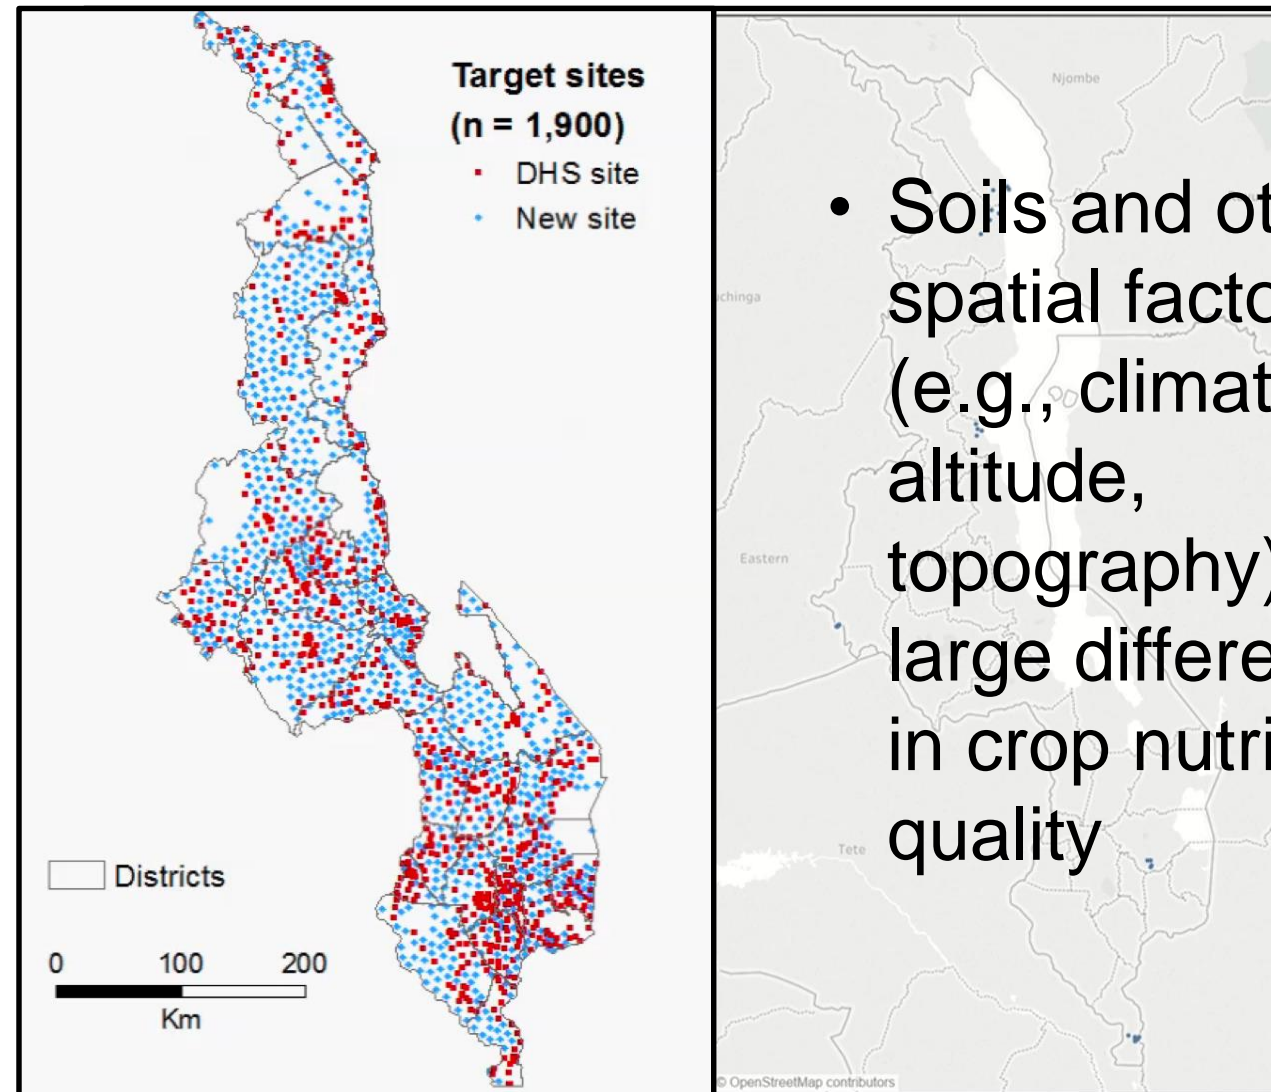 Target sites
(n = 1,900)
DHS site
New site
Districts
0 100 200
Km
Njombe
uchinga
Eastern
Tete
© OpenStreetMap contributors
• Soils and ot
spatial facto
(e.g., climat
altitude,
topography)
large differe
in crop nutri
quality